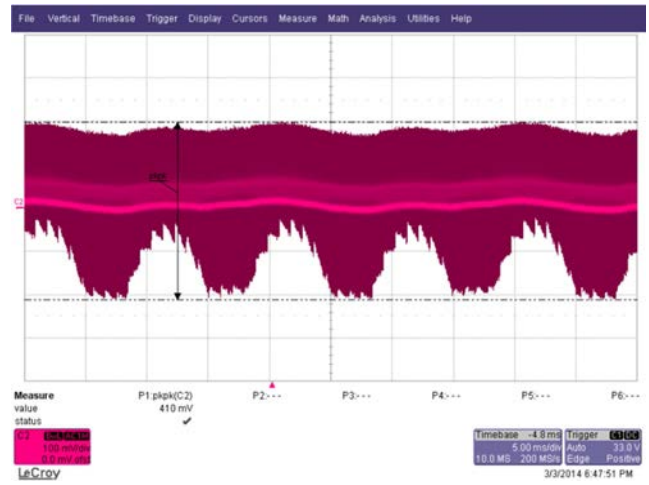 File Vertical Timebase Trigger Display Cursors Measure Math Analysis Utilities Help
pkpk
C2
Measure P1:pkpk(C2) P2:--- P3:--- P4:--- P5:--- P6:---
value 410 mV
status ✔
C2
100 mV/div
0.0 mV ofst
Timebase -4.8 ms
5.00 ms/div
10.0 MS 200 MS/s
Trigger C1 DC
Auto 33.0 V
Edge Positive
LeCroy
3/3/2014 6:47:51 PM